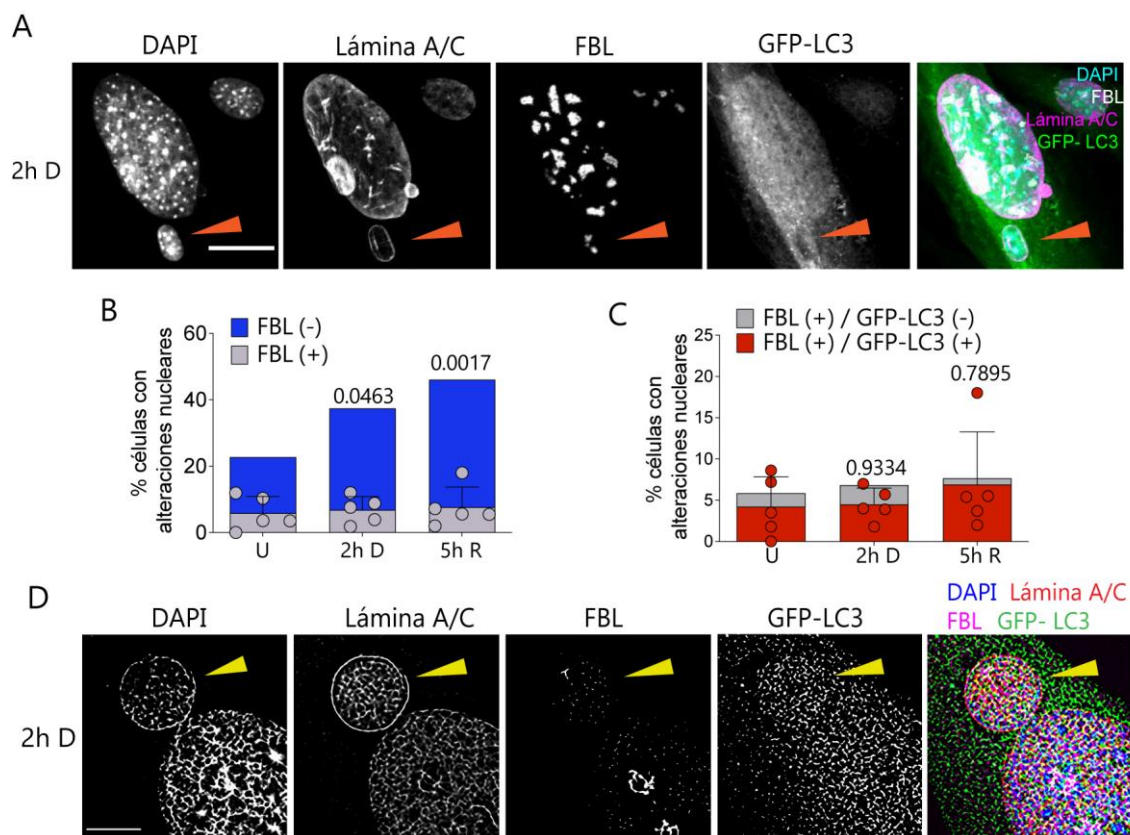 A
DAPI
Lámina A/C
FBL
GFP-LC3
2h D
DAPI
FBL
Lámina A/C
GFP- LC3
B
% células con
alteraciones nucleares
FBL (-)
FBL (+)
60
40
20
0
0.0463
0.0017
U
2h D
5h R
C
% células con
alteraciones nucleares
FBL (+) / GFP-LC3 (-)
FBL (+) / GFP-LC3 (+)
25
20
15
10
5
0
0.9334
0.7895
U
2h D
5h R
D
DAPI
Lámina A/C
FBL
GFP-LC3
DAPI Lámina A/C
FBL GFP- LC3
2h D